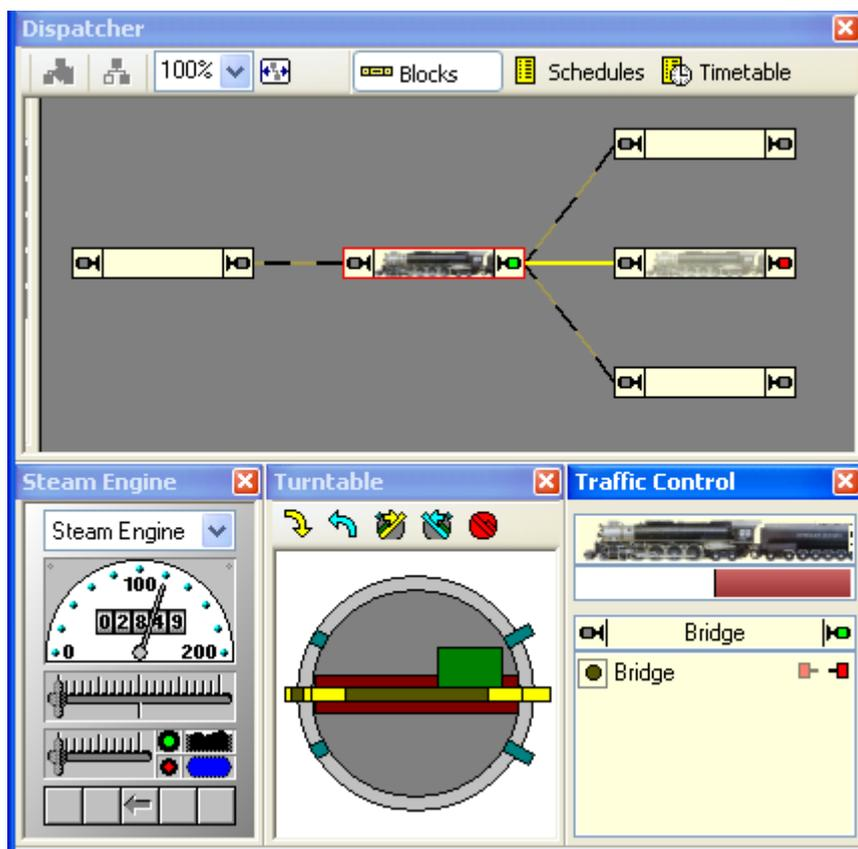 Dispatcher
100% Blocks Schedules Timetable
Steam Engine
Steam Engine
100
02849
0 200
Turntable
Traffic Control
Bridge
Bridge